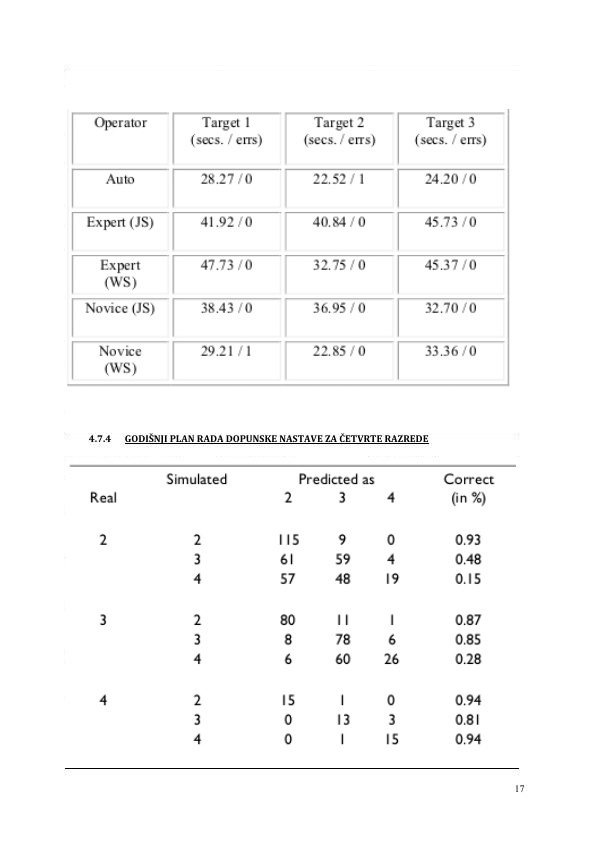 Operator Target 1 Target 2 Target 3
(secs. / errs) (secs. / errs) (secs. / errs)
Auto 28.27 / 0 22.52 / 1 24.20 / 0
Expert (JS) 41.92 / 0 40.84 / 0 45.73 / 0
Expert 47.73 / 0 32.75 / 0 45.37 / 0
(WS)
Novice (JS) 38.43 / 0 36.95 / 0 32.70 / 0
Novice 29.21 / 1 22.85 / 0 33.36 / 0
(WS)
4.7.4 GODIŠNJI PLAN RADA DOPUNSKE NASTAVE ZA ČETVRTE RAZREDE
Simulated Predicted as Correct
Real 2 3 4 (in %)
2 2 115 9 0 0.93
3 61 59 4 0.48
4 57 48 19 0.15
3 2 80 11 1 0.87
3 8 78 6 0.85
4 6 60 26 0.28
4 2 15 1 0 0.94
3 0 13 3 0.81
4 0 1 15 0.94
17